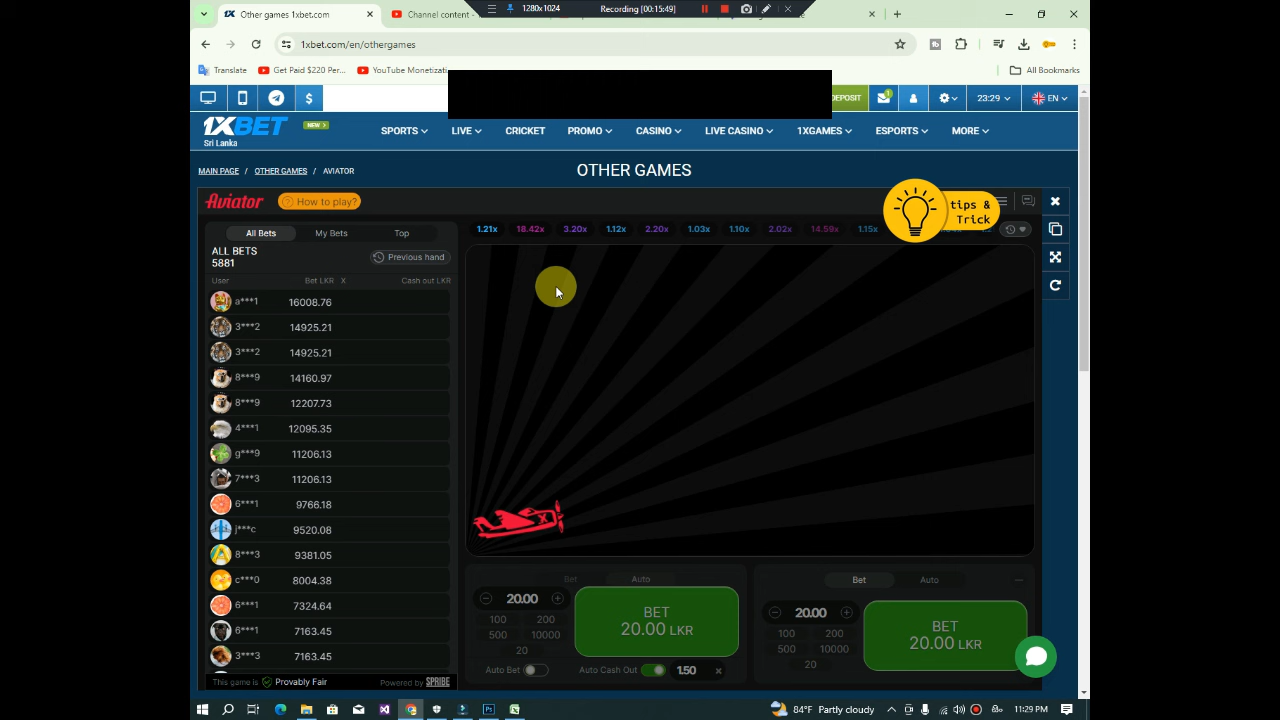 1280x1024 Recording [00:15:49]
Other games 1xbet.com
Channel content -
1xbet.com/en/othergames
Translate Get Paid $220 Per... YouTube Monetizati... All Bookmarks
DEPOSIT 1 23:29 EN
1XBET NEW SPORTS LIVE CRICKET PROMO CASINO LIVE CASINO 1XGAMES ESPORTS MORE
Sri Lanka
MAIN PAGE / OTHER GAMES / AVIATOR
OTHER GAMES
Aviator ? How to play?
tips &
Trick
All Bets My Bets Top
1.21x 18.42x 3.20x 1.12x 2.20x 1.03x 1.10x 2.02x 14.59x 1.15x
ALL BETS
5881
Previous hand
User Bet LKR X Cash out LKR
a***1 16008.76
3***2 14925.21
3***2 14925.21
8***9 14160.97
8***9 12207.73
4***1 12095.35
g***9 11206.13
7***3 11206.13
6***1 9766.18
j***c 9520.08
8***3 9381.05
c***0 8004.38
6***1 7324.64
6***1 7163.45
3***3 7163.45
This game is Provably Fair Powered by SPRIBE
Bet Auto
20.00
100 200
500 10000
20
BET
20.00 LKR
Auto Bet Auto Cash Out 1.50 x
Bet Auto
20.00
100 200
500 10000
20
BET
20.00 LKR
84°F Partly cloudy 11:29 PM